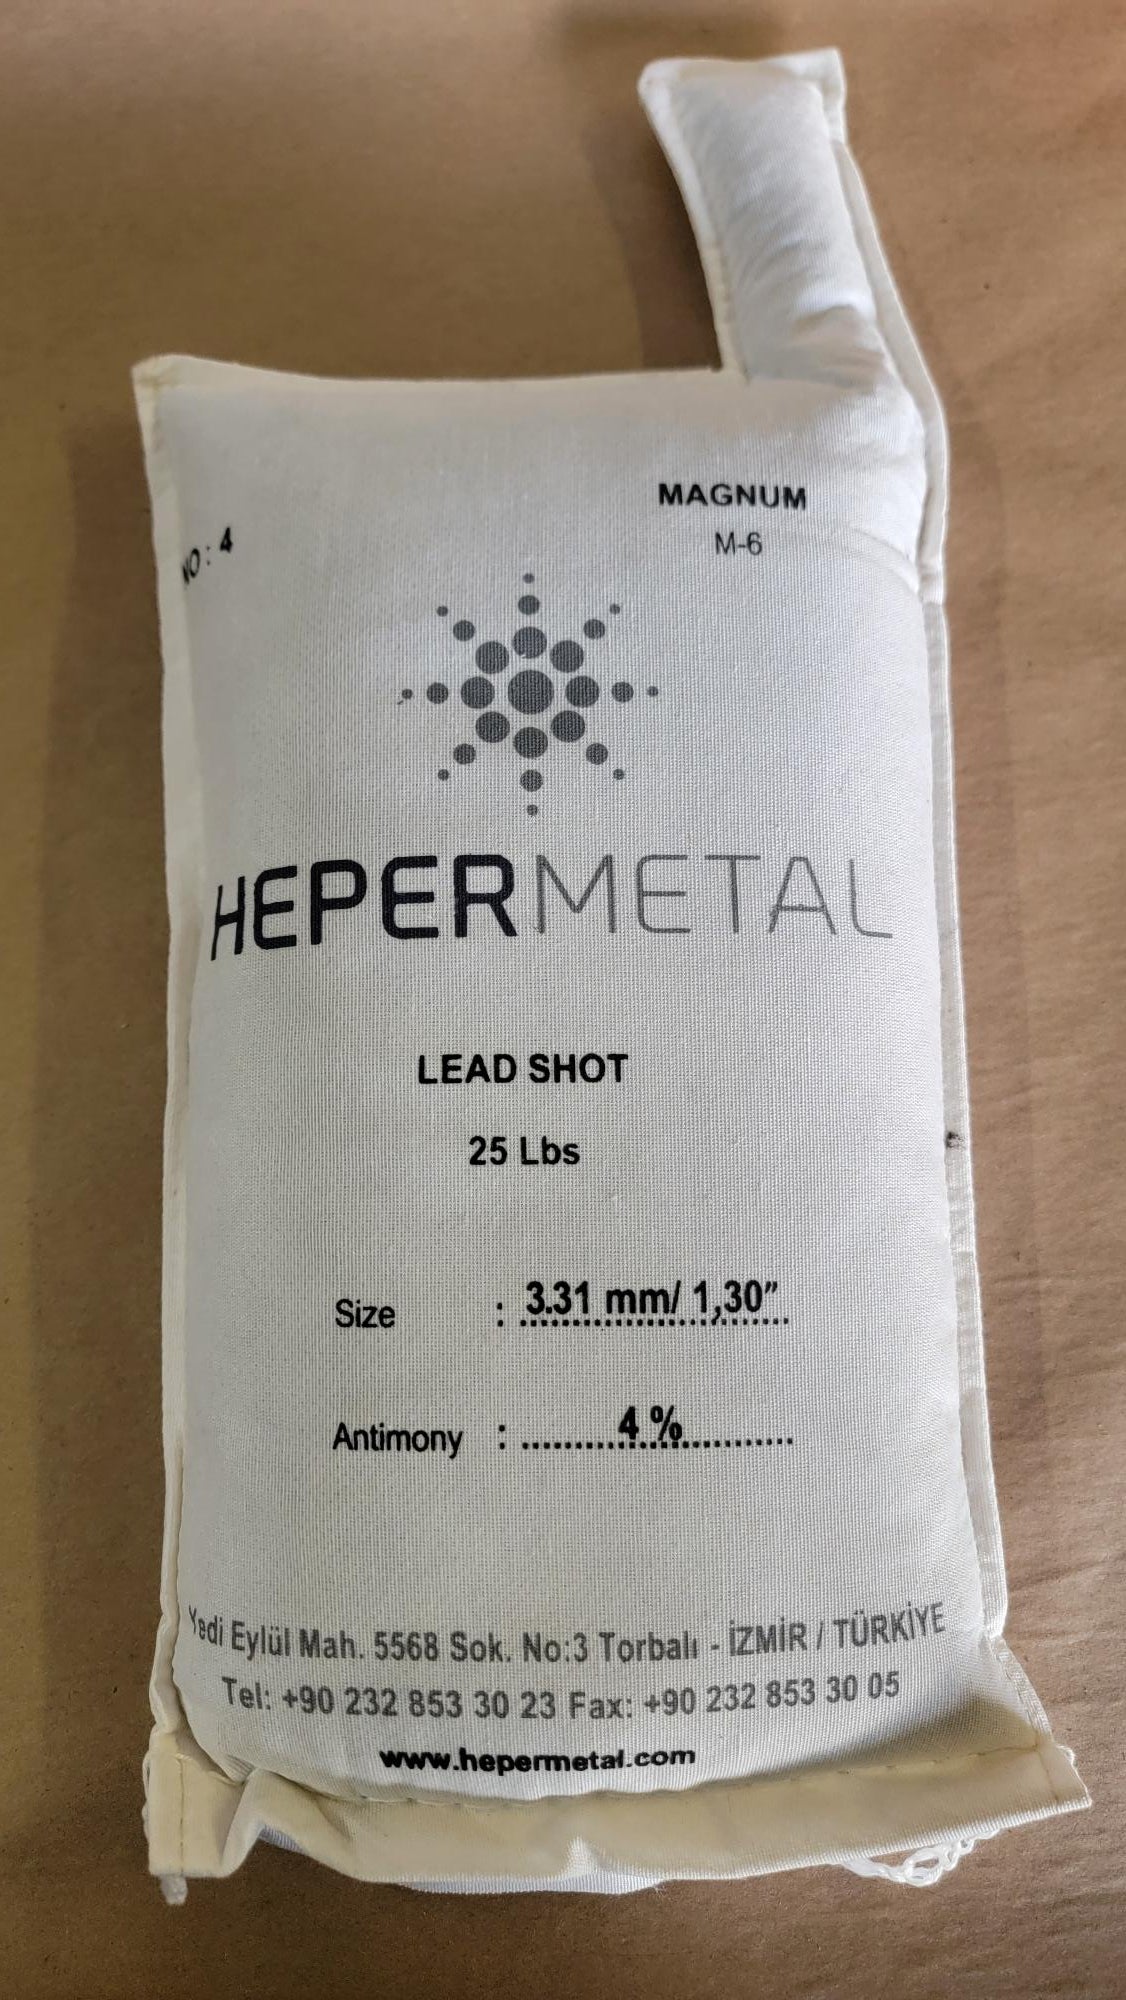 MAGNUM
NO : 4
M-6
HEPERMETAL
LEAD SHOT
25 Lbs
Size : 3.31 mm/ 1,30"
Antimony : 4 %
Yedi Eylül Mah. 5568 Sok. No:3 Torbalı - İZMİR / TÜRKİYE
Tel: +90 232 853 30 23 Fax: +90 232 853 30 05
www.hepermetal.com